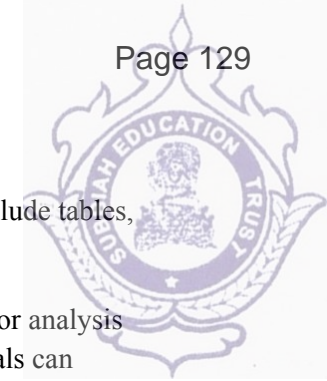 Page 129
SUBBIAH EDUCATION TRUST
lude tables,
or analysis
als can